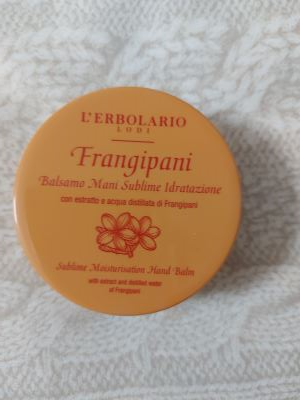 L'ERBOLARIO
LODI
Frangipani
Balsamo Mani Sublime Idratazione
con estratto e acqua distillata di Frangipani
Sublime Moisturisation Hand Balm
with extract and distilled water
of Frangipani